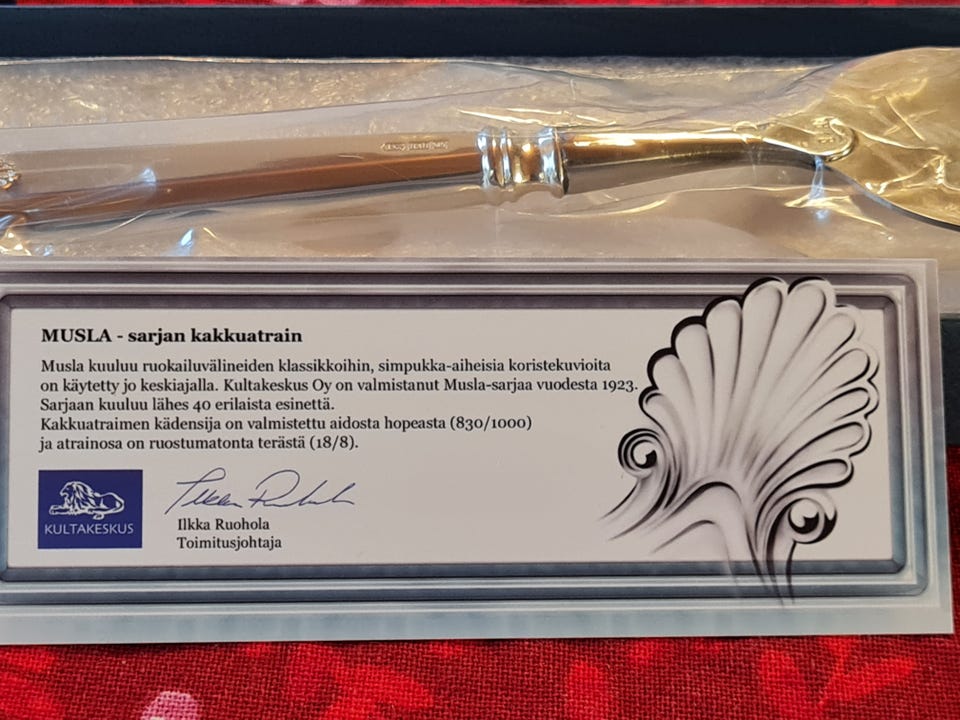 MUSLA - sarjan kakkuatrain
Musla kuuluu ruokailuvälineiden klassikkoihin, simpukka-aiheisia koristekuvioita
on käytetty jo keskiajalla. Kultakeskus Oy on valmistanut Musla-sarjaa vuodesta 1923.
Sarjaan kuuluu lähes 40 erilaista esinettä.
Kakkuatraimen kädensija on valmistettu aidosta hopeasta (830/1000)
ja atrainosa on ruostumatonta terästä (18/8).
KULTAKESKUS
Ilkka Ruohola
Toimitusjohtaja